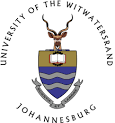 UNIVERSITY OF THE WITWATERSRAND
JOHANNESBURG